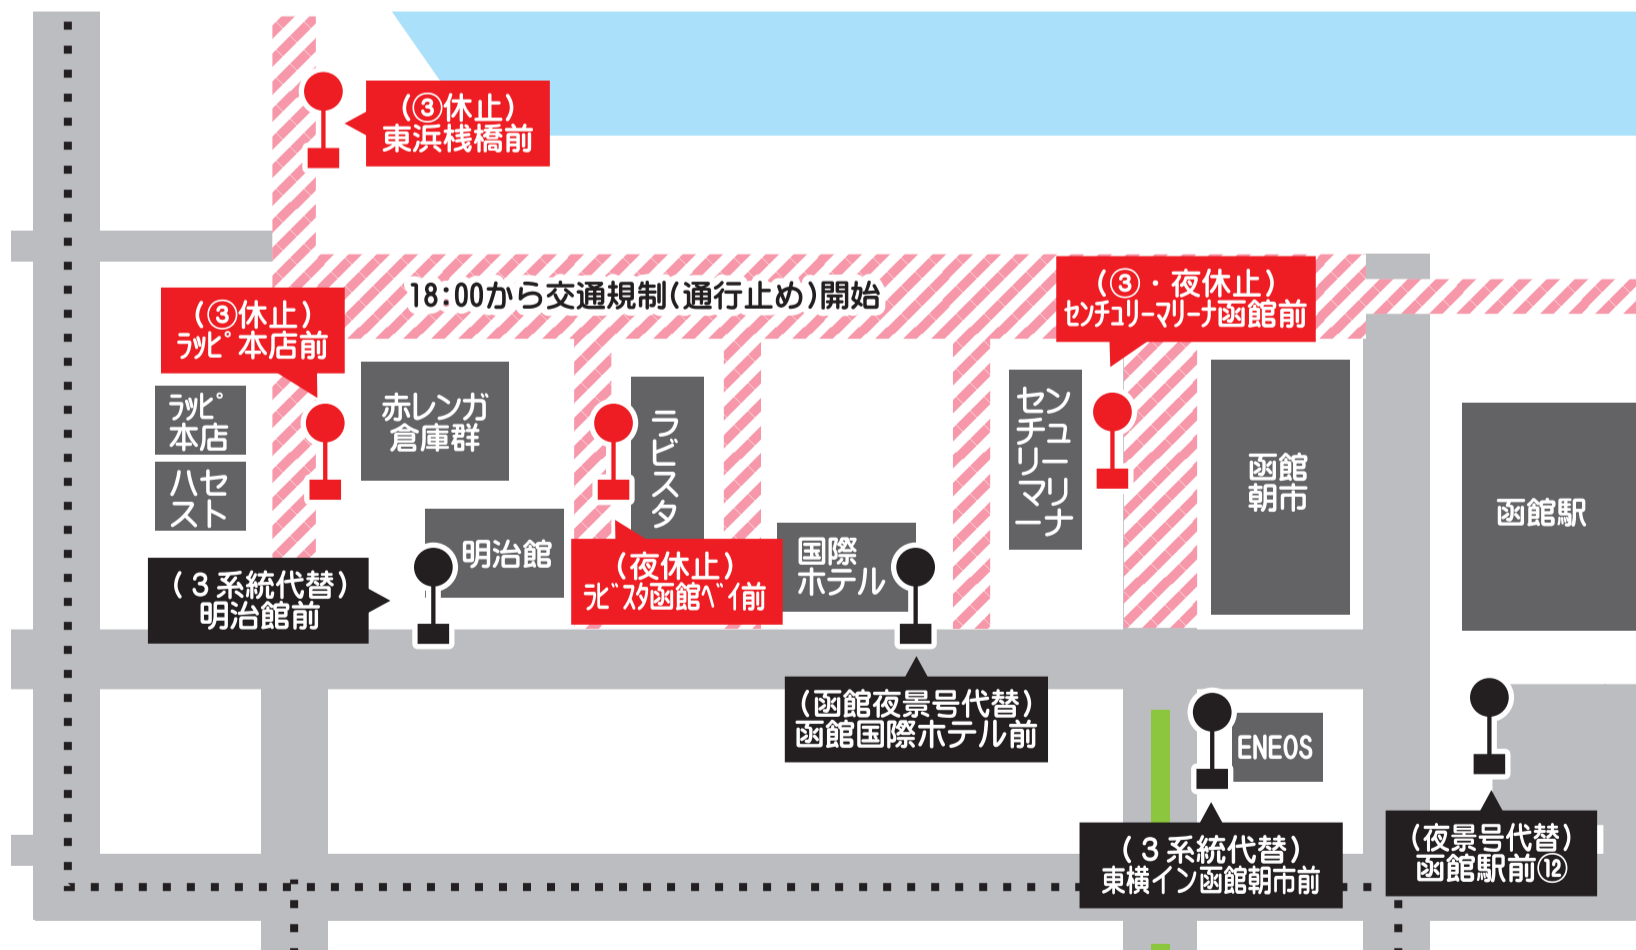 (③休止)
東浜桟橋前
18:00から交通規制(通行止め)開始
(③・夜休止)
センチュリーマリーナ函館前
(③休止)
ラッピ本店前
ラッピ
本店
ハセ
スト
赤レンガ
倉庫群
ラビスタ
センチュリーマリーナ
函館
朝市
函館駅
明治館
(夜休止)
ラビスタ函館ベイ前
国際
ホテル
(3系統代替)
明治館前
(函館夜景号代替)
函館国際ホテル前
ENEOS
(3系統代替)
東横イン函館朝市前
(夜景号代替)
函館駅前⑫